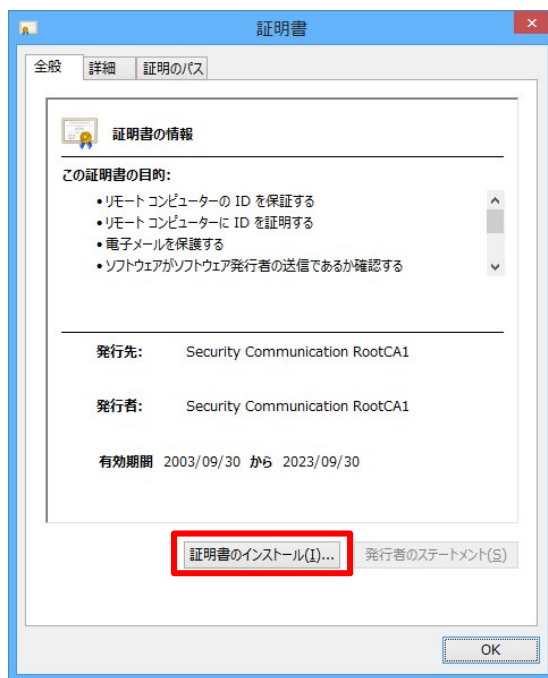 証明書
全般 詳細 証明のパス
証明書の情報
この証明書の目的:
•リモート コンピューターの ID を保証する
•リモート コンピューターに ID を証明する
•電子メールを保護する
•ソフトウェアがソフトウェア発行者の送信であるか確認する
発行先: Security Communication RootCA1
発行者: Security Communication RootCA1
有効期間 2003/09/30 から 2023/09/30
証明書のインストール(I)... 発行者のステートメント(S)
OK